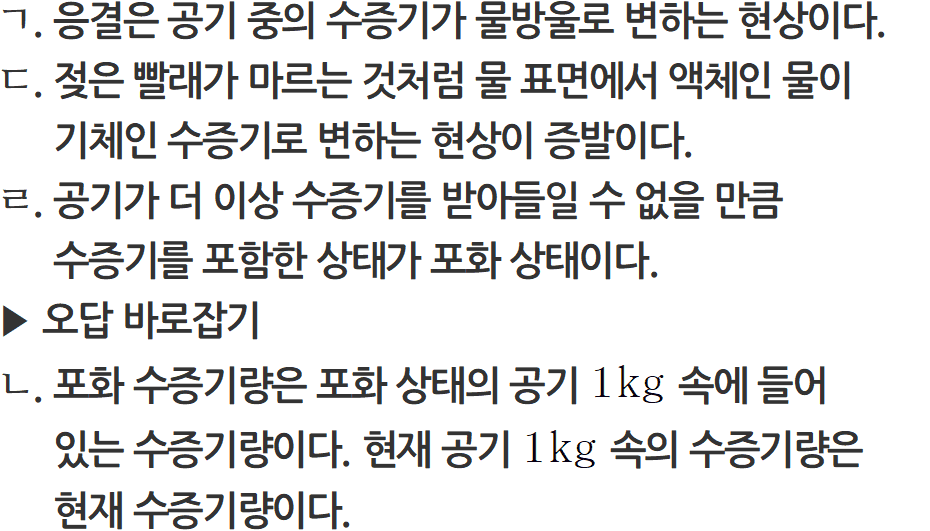 ㄱ. 응결은 공기 중의 수증기가 물방울로 변하는 현상이다.
ㄷ. 젖은 빨래가 마르는 것처럼 물 표면에서 액체인 물이
기체인 수증기로 변하는 현상이 증발이다.
ㄹ. 공기가 더 이상 수증기를 받아들일 수 없을 만큼
수증기를 포함한 상태가 포화 상태이다.
▶ 오답 바로잡기
ㄴ. 포화 수증기량은 포화 상태의 공기 1kg 속에 들어
있는 수증기량이다. 현재 공기 1kg 속의 수증기량은
현재 수증기량이다.